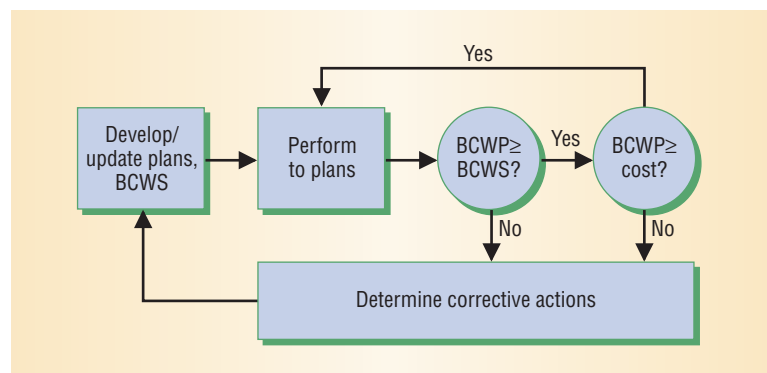 Yes
Develop/
update plans,
BCWS
Perform
to plans
BCWP≥
BCWS?
Yes
BCWP≥
cost?
No
No
Determine corrective actions